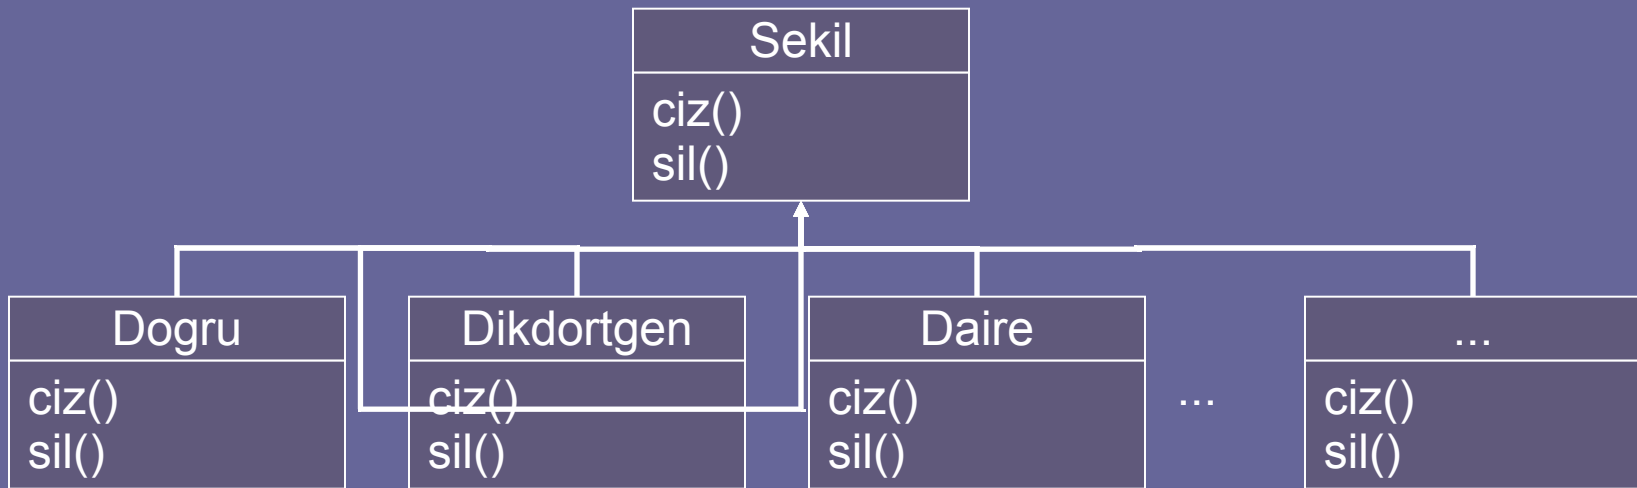 Sekil
ciz()
sil()
Dogru
ciz()
sil()
Dikdortgen
ciz()
sil()
Daire
ciz()
sil()
...
...
ciz()
sil()